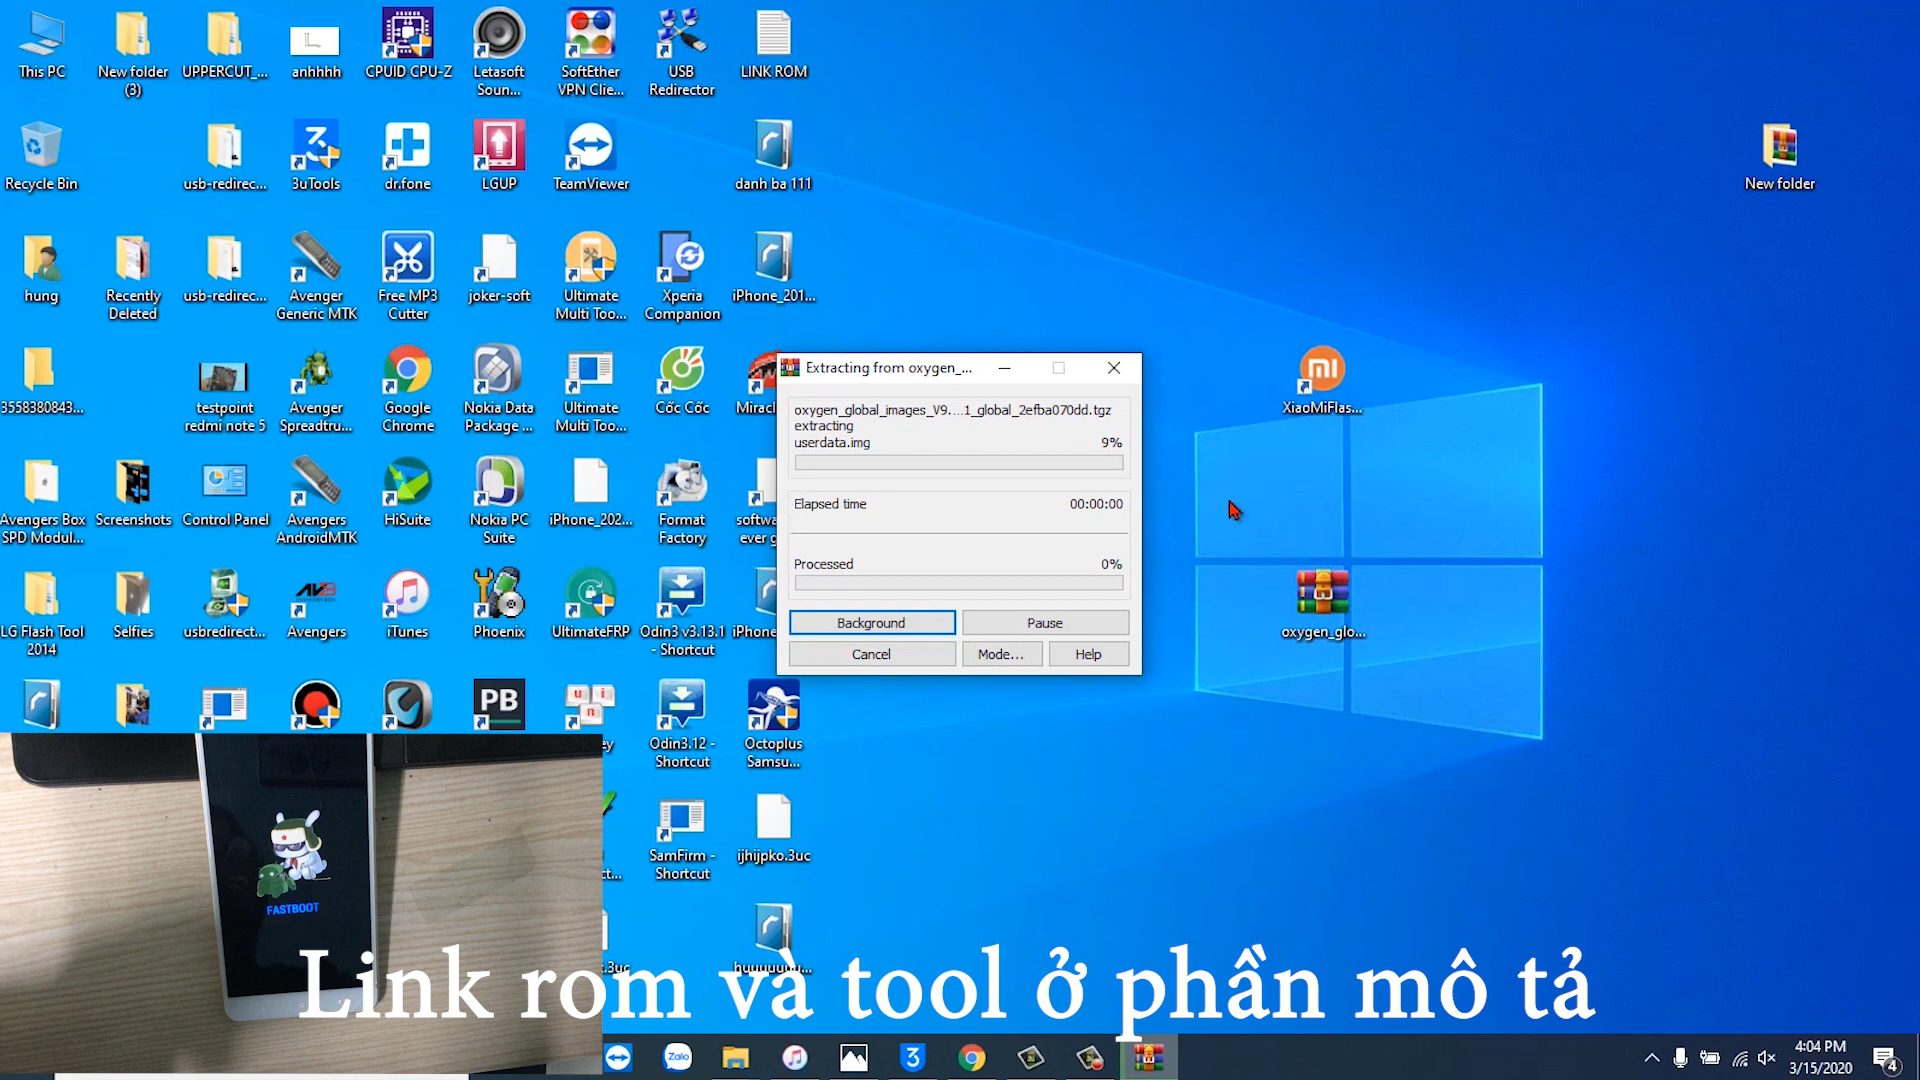 This PC
New folder
(3)
UPPERCUT_...
anhhhh
CPUID CPU-Z
Letasoft
Soun...
SoftEther
VPN Clie...
USB
Redirector
LINK ROM
Recycle Bin
usb-redirec...
3uTools
dr.fone
LGUP
TeamViewer
danh ba 111
New folder
hung
Recently
Deleted
usb-redirec...
Avenger
Generic MTK
Free MP3
Cutter
joker-soft
Ultimate
Multi Too...
Xperia
Companion
iPhone_201...
3558380843...
testpoint
redmi note 5
Avenger
Spreadtru...
Google
Chrome
Nokia Data
Package ...
Ultimate
Multi Too...
Cốc Cốc
Miracl
XiaoMiFlas...
Extracting from oxygen_...
oxygen_global_images_V9....1_global_2efba070dd.tgz
extracting
userdata.img
9%
Elapsed time
00:00:00
Processed
0%
Background
Pause
Cancel
Mode...
Help
Avengers Box
SPD Modul...
Screenshots
Control Panel
Avengers
AndroidMTK
HiSuite
Nokia PC
Suite
iPhone_202...
Format
Factory
softw
ever g
LG Flash Tool
2014
Selfies
usbredirect...
Avengers
iTunes
Phoenix
UltimateFRP
Odin3 v3.13.1
- Shortcut
iPhone
oxygen_glo...
PB
Odin3.12 -
Shortcut
Octoplus
Samsu...
SamFirm -
Shortcut
ijhijpko.3uc
FASTBOOT
Link rom và tool ở phần mô tả
Zalo
4:04 PM
3/15/2020
4